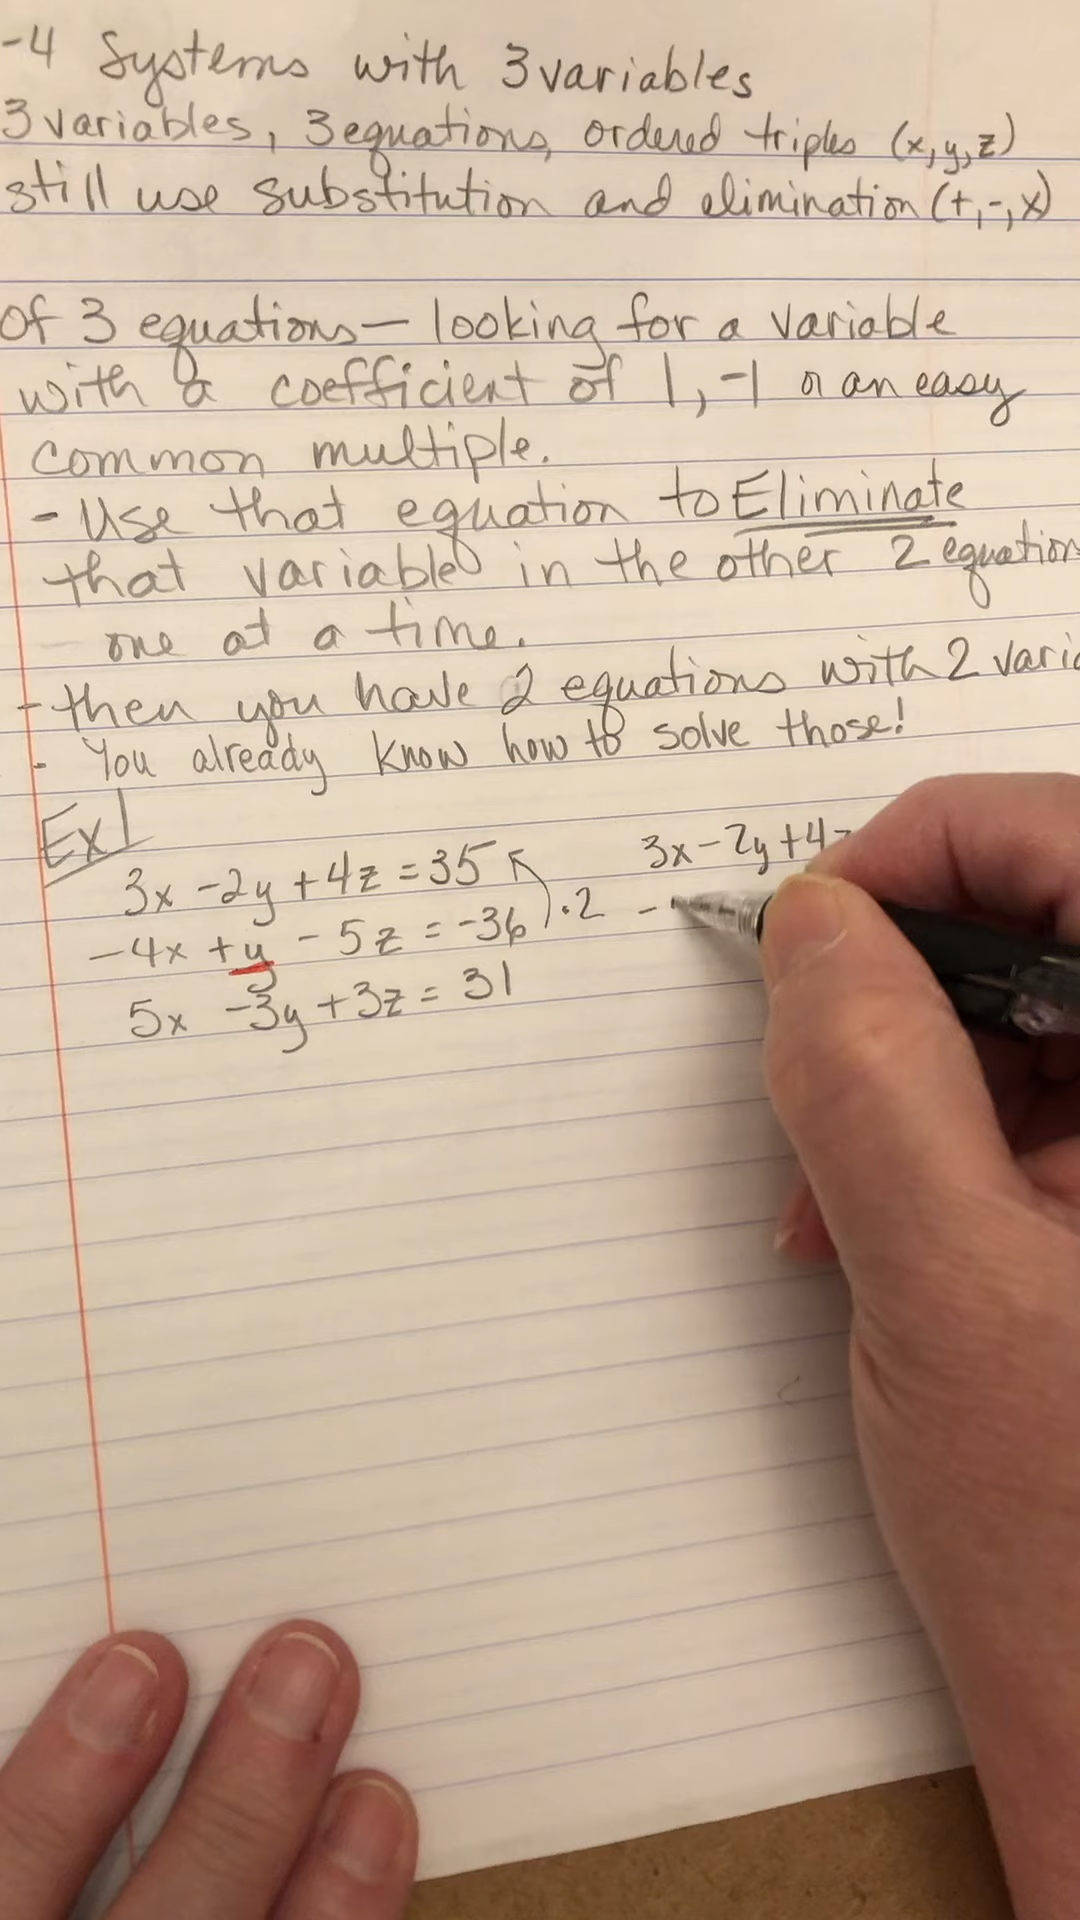 -4 Systems with 3 variables
3 variables, 3 equations, ordered triples (x,y,z)
still use substitution and elimination (+,-,x)
of 3 equations — looking for a variable
with a coefficient of 1, -1 or an easy
common multiple.
- Use that equation to Eliminate
that variable in the other 2 equation
one at a time.
- then you have 2 equations with 2 varia
- You already know how to solve those!
Ex 1
3x - 2y + 4z = 35
3x - 2y + 4z
-4x + y - 5z = -36 ) · 2
-
5x - 3y + 3z = 31